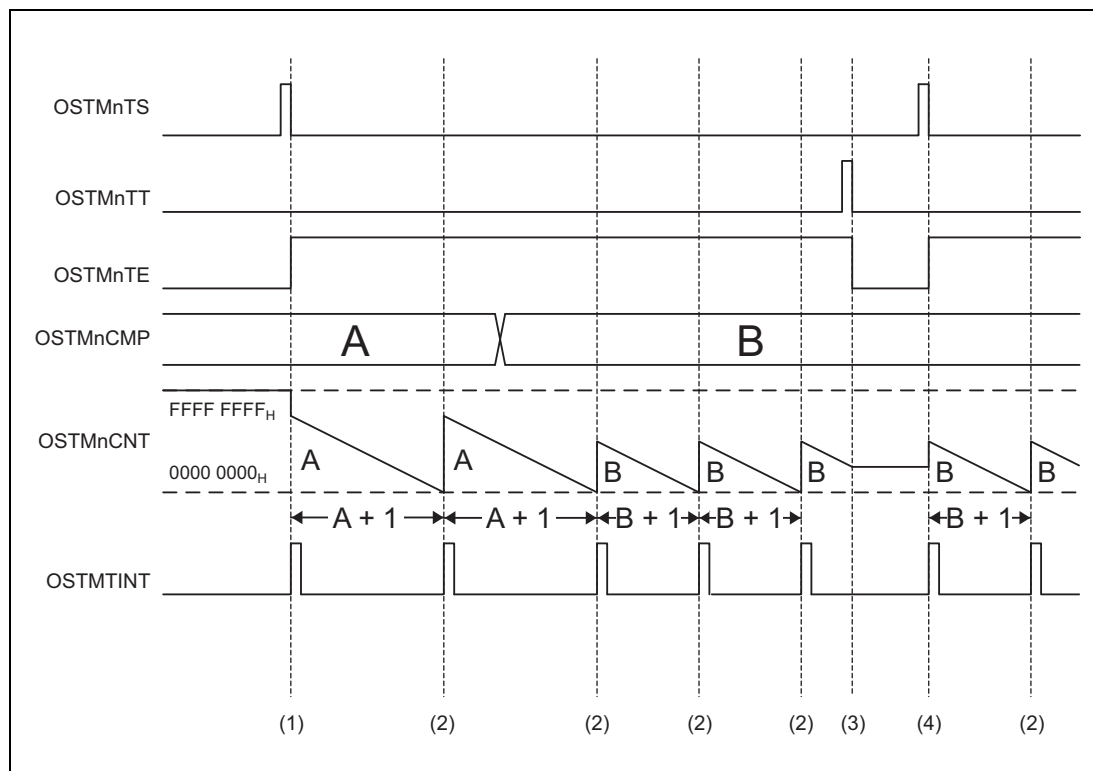 OSTMnTS
OSTMnTT
OSTMnTE
OSTMnCMP
A B
FFFF FFFFH
OSTMnCNT
A A B B B B B
0000 0000H
A + 1 A + 1 B + 1 B + 1 B + 1
OSTMTINT
(1) (2) (2) (2) (2) (3) (4) (2)